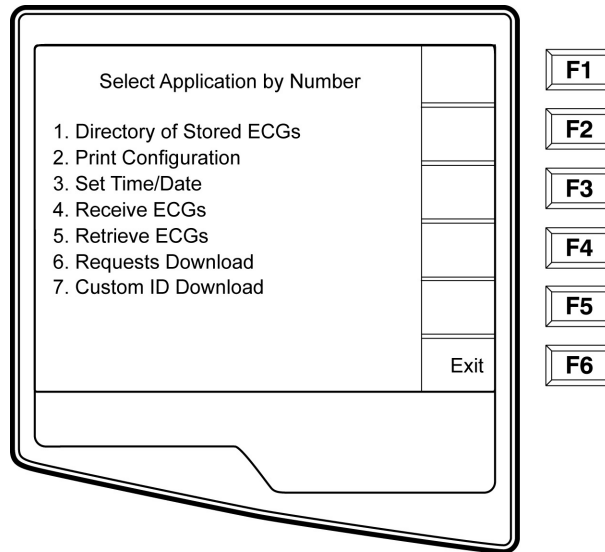 Select Application by Number
1. Directory of Stored ECGs
2. Print Configuration
3. Set Time/Date
4. Receive ECGs
5. Retrieve ECGs
6. Requests Download
7. Custom ID Download
Exit
F1
F2
F3
F4
F5
F6